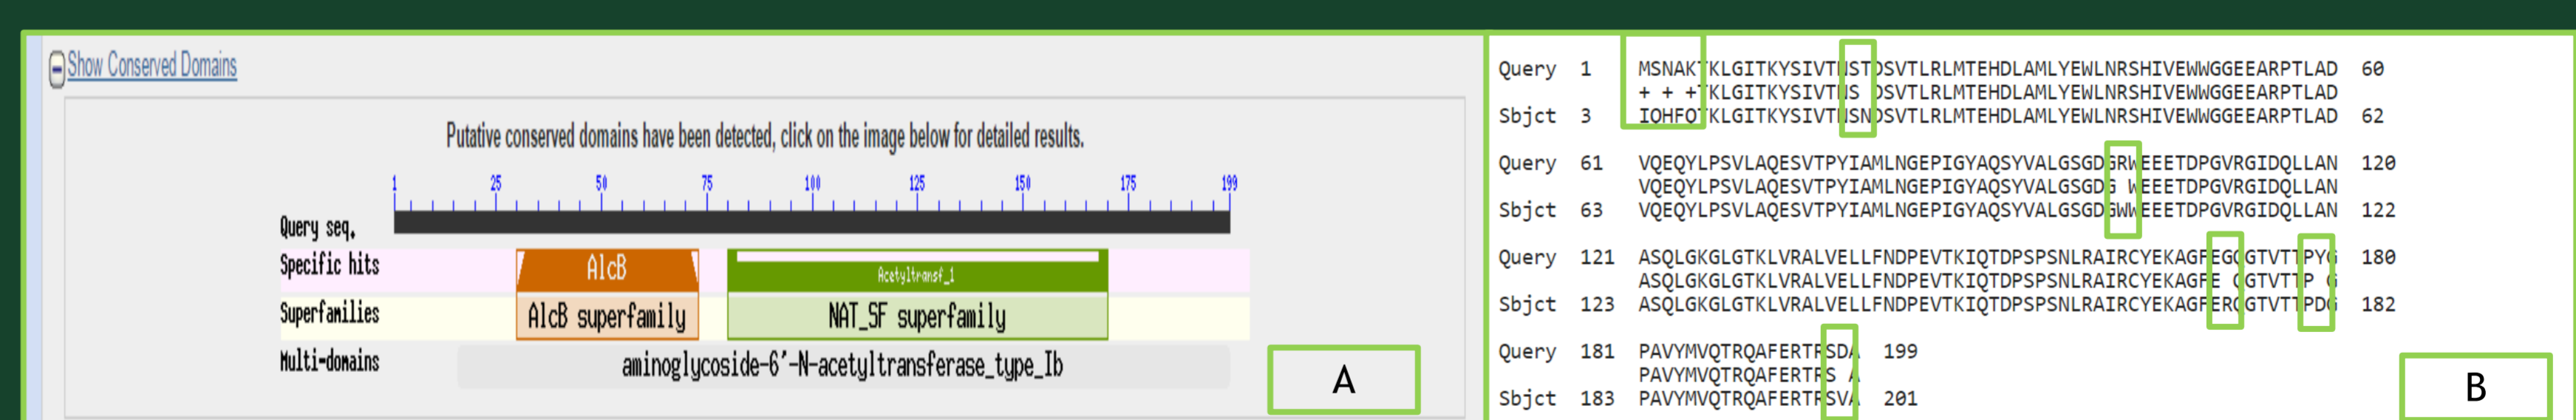 Show Conserved Domains
Putative conserved domains have been detected, click on the image below for detailed results.
1 25 50 75 100 125 150 175 199
Query seq.
Specific hits AlcB Acetyltransf_1
Superfamilies AlcB superfamily NAT_SF superfamily
Multi-domains aminoglycoside-6'-N-acetyltransferase_type_Ib
A
Query 1 MSNAKTKLGITKYSIVTNSTDSVTLRLMTEHDLAMLYEWLNRSHIVEWWGGEEARPTLAD 60
+ + +TKLGITKYSIVTNS DSVTLRLMTEHDLAMLYEWLNRSHIVEWWGGEEARPTLAD
Sbjct 3 IQHFQTKLGITKYSIVTNSNDSVTLRLMTEHDLAMLYEWLNRSHIVEWWGGEEARPTLAD 62
Query 61 VQEQYLPSVLAQESVTPYIAMLNGEPIGYAQSYVALGSGDGRWEEETDPGVRGIDQLLAN 120
VQEQYLPSVLAQESVTPYIAMLNGEPIGYAQSYVALGSGDG WEEETDPGVRGIDQLLAN
Sbjct 63 VQEQYLPSVLAQESVTPYIAMLNGEPIGYAQSYVALGSGDGWWEEETDPGVRGIDQLLAN 122
Query 121 ASQLGKGLGTKLVRALVELLFNDPEVTKIQTDPSPSNLRAIRCYEKAGFEGQGTVTTPYG 180
ASQLGKGLGTKLVRALVELLFNDPEVTKIQTDPSPSNLRAIRCYEKAGFE QGTVTTP G
Sbjct 123 ASQLGKGLGTKLVRALVELLFNDPEVTKIQTDPSPSNLRAIRCYEKAGFERQGTVTTPDG 182
Query 181 PAVYMVQTRQAFERTRSDA 199
PAVYMVQTRQAFERTRS A
Sbjct 183 PAVYMVQTRQAFERTRSVA 201
B